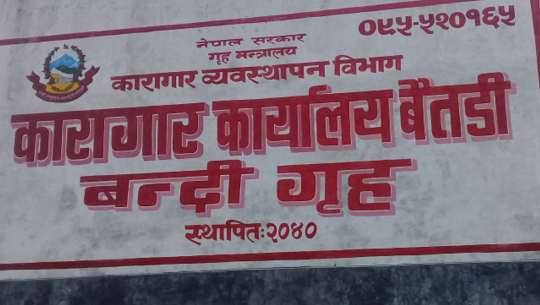 ०९५-५२०१६५
नेपाल सरकार
गृह मन्त्रालय
कारागार व्यवस्थापन विभाग
कारागार कार्यालय बैतडी
बन्दी गृह
स्थापितः२०४०